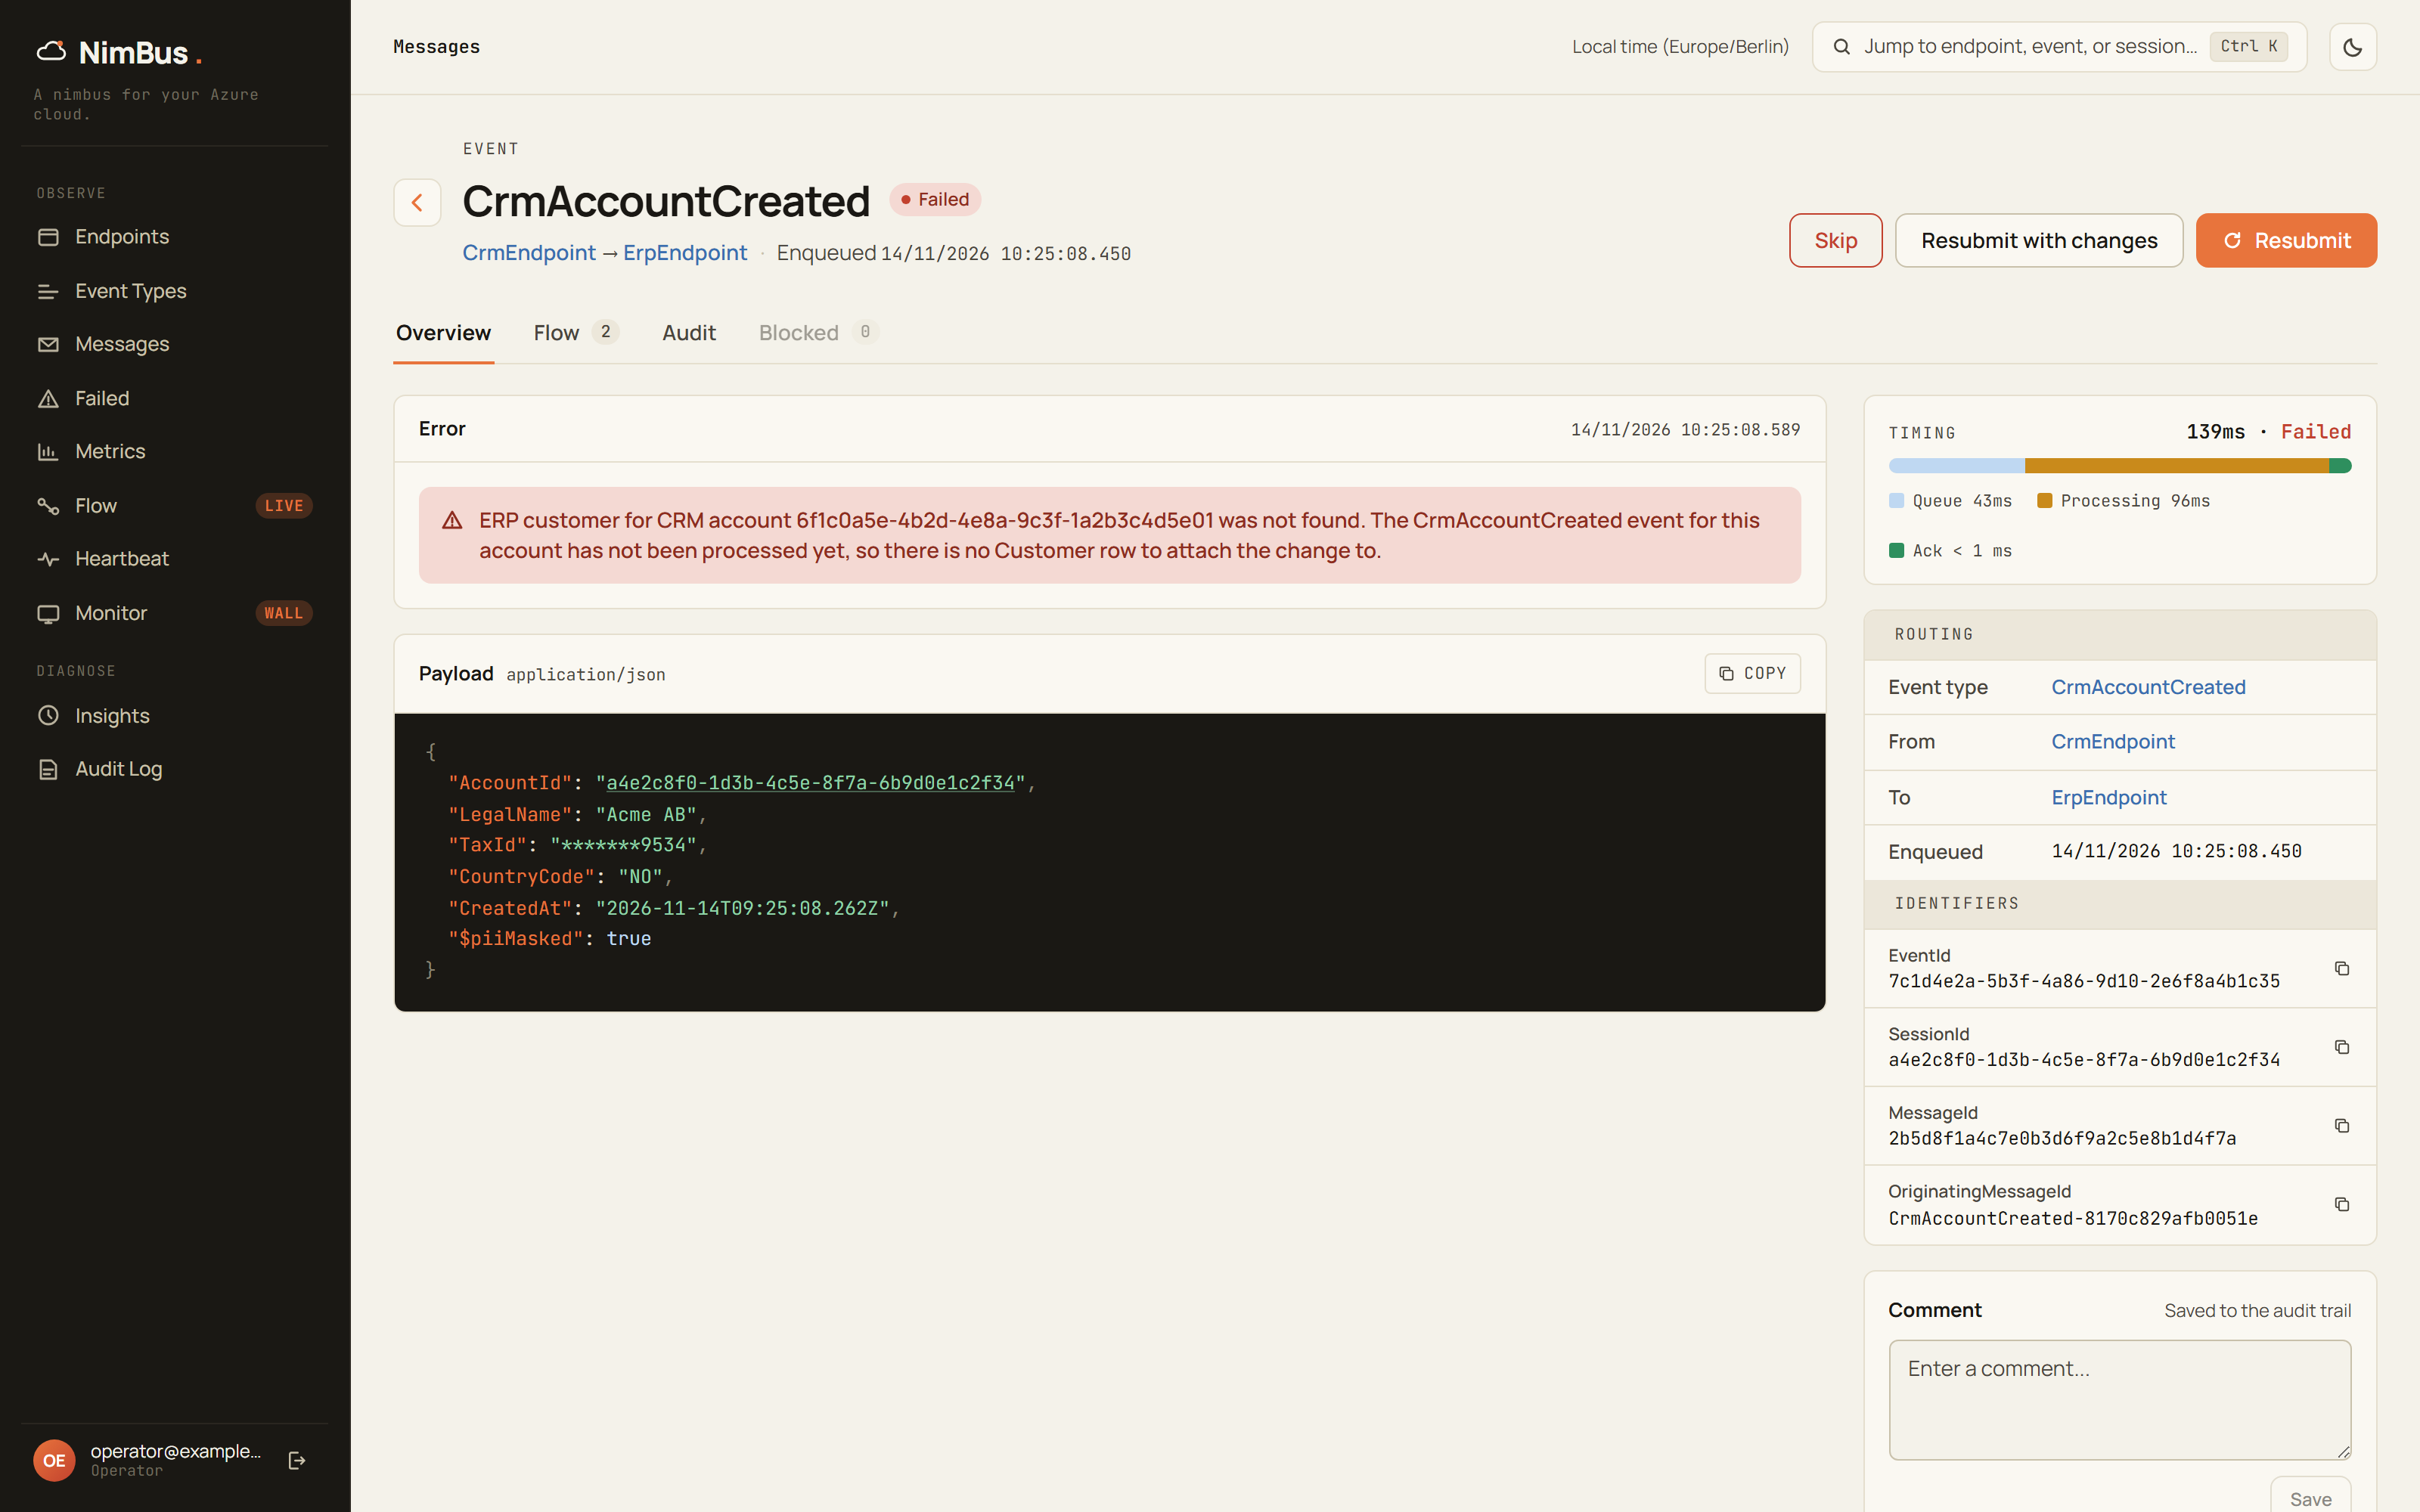 NimBus.
A nimbus for your Azure
cloud.
OBSERVE
Endpoints
Event Types
Messages
Failed
Metrics
Flow LIVE
Heartbeat
Monitor WALL
DIAGNOSE
Insights
Audit Log
OE operator@example…
Operator
Messages
Local time (Europe/Berlin)
Jump to endpoint, event, or session… Ctrl K
EVENT
CrmAccountCreated Failed
CrmEndpoint → ErpEndpoint · Enqueued 14/11/2026 10:25:08.450
Skip
Resubmit with changes
Resubmit
Overview Flow 2 Audit Blocked 0
Error 14/11/2026 10:25:08.589
ERP customer for CRM account 6f1c0a5e-4b2d-4e8a-9c3f-1a2b3c4d5e01 was not found. The CrmAccountCreated event for this
account has not been processed yet, so there is no Customer row to attach the change to.
Payload application/json COPY
{
"AccountId": "a4e2c8f0-1d3b-4c5e-8f7a-6b9d0e1c2f34",
"LegalName": "Acme AB",
"TaxId": "*******9534",
"CountryCode": "NO",
"CreatedAt": "2026-11-14T09:25:08.262Z",
"$piiMasked": true
}
TIMING 139ms · Failed
Queue 43ms Processing 96ms
Ack < 1 ms
ROUTING
Event type CrmAccountCreated
From CrmEndpoint
To ErpEndpoint
Enqueued 14/11/2026 10:25:08.450
IDENTIFIERS
EventId
7c1d4e2a-5b3f-4a86-9d10-2e6f8a4b1c35
SessionId
a4e2c8f0-1d3b-4c5e-8f7a-6b9d0e1c2f34
MessageId
2b5d8f1a4c7e0b3d6f9a2c5e8b1d4f7a
OriginatingMessageId
CrmAccountCreated-8170c829afb0051e
Comment Saved to the audit trail
Enter a comment...
Save